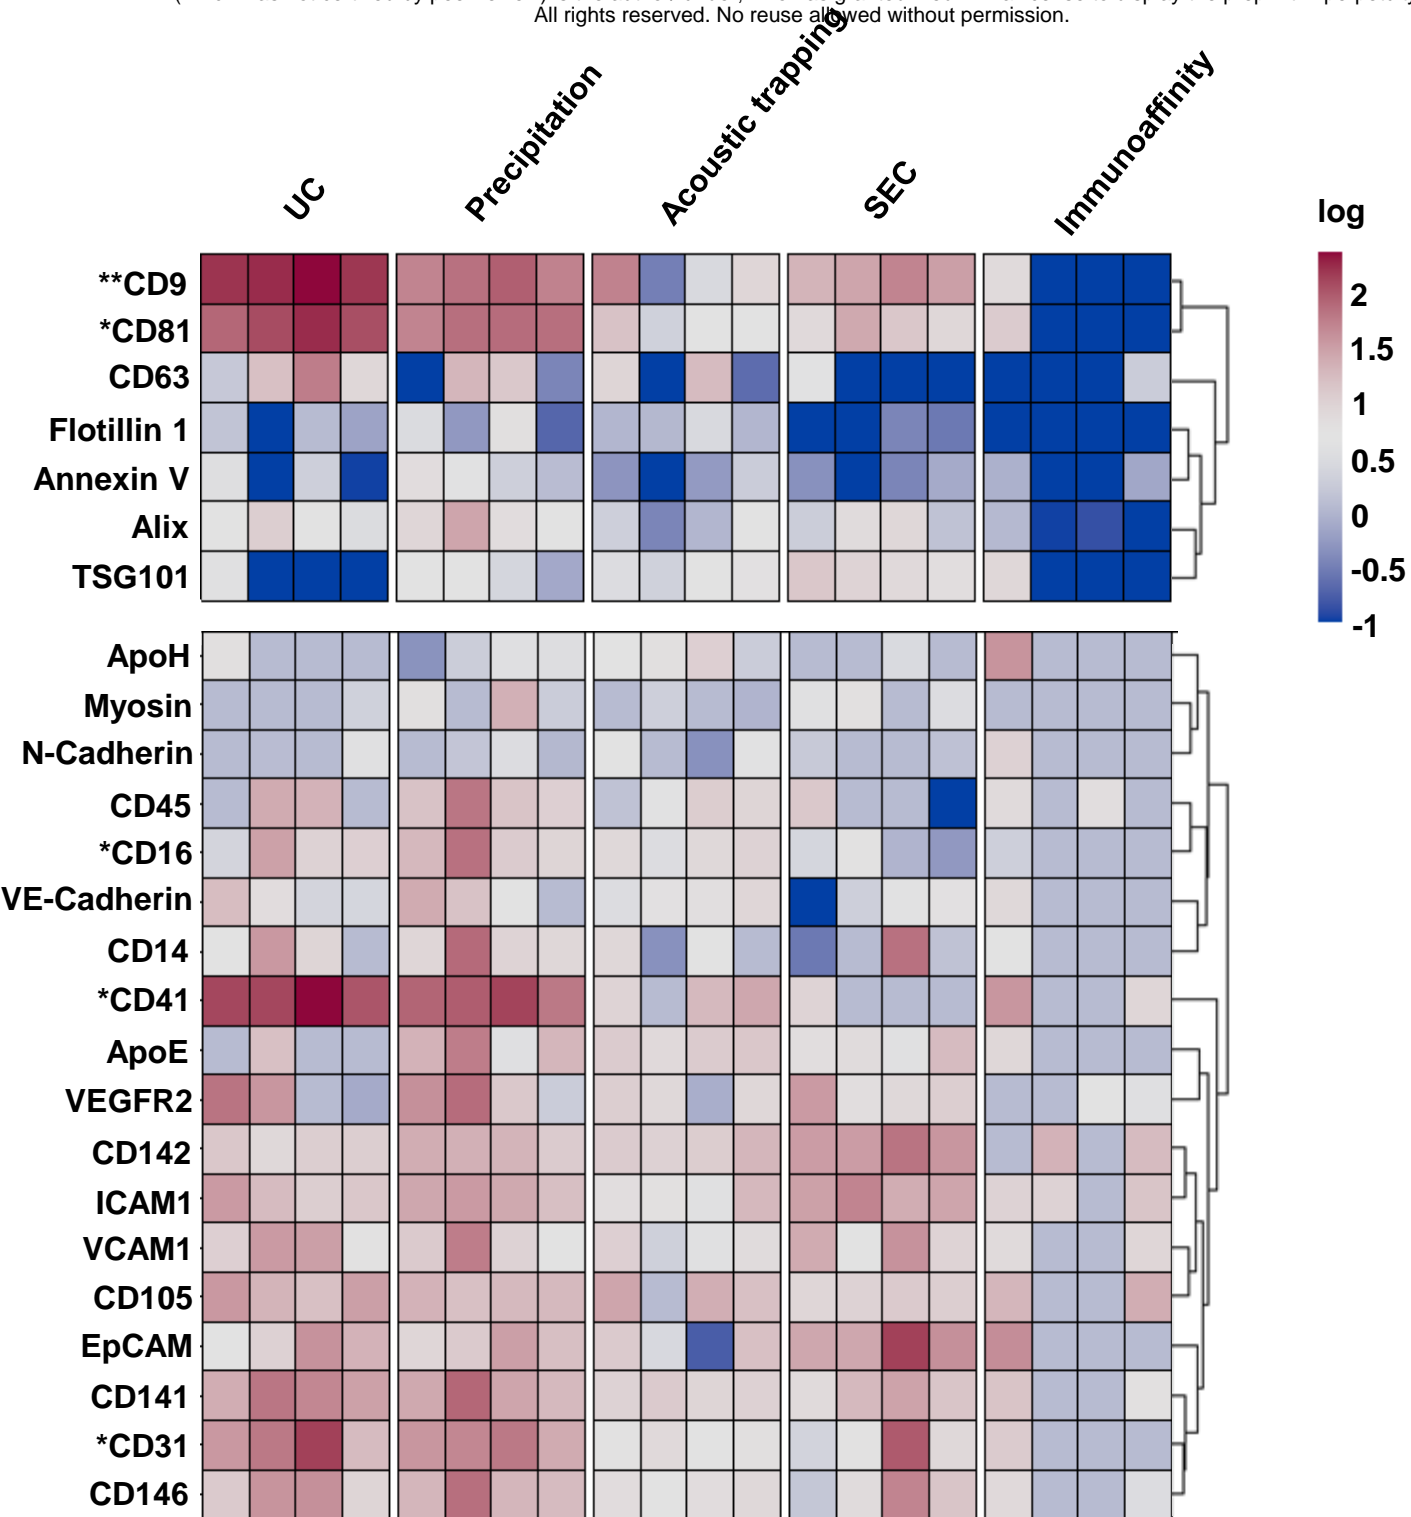 All rights reserved. No reuse allowed without permission.
UC
Precipitation
Acoustic trapping
SEC
Immunoaffinity
log
2
1.5
1
0.5
0
-0.5
-1
**CD9
*CD81
CD63
Flotillin 1
Annexin V
Alix
TSG101
ApoH
Myosin
N-Cadherin
CD45
*CD16
VE-Cadherin
CD14
*CD41
ApoE
VEGFR2
CD142
ICAM1
VCAM1
CD105
EpCAM
CD141
*CD31
CD146